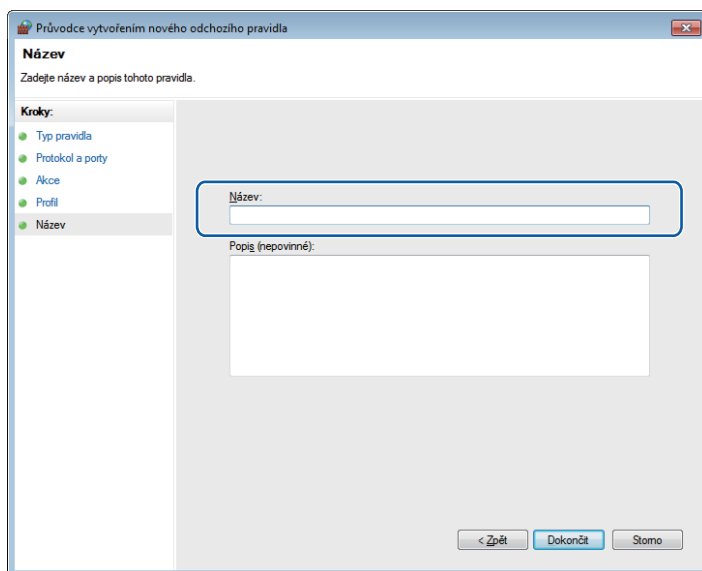 Průvodce vytvořením nového odchozího pravidla
Název
Zadejte název a popis tohoto pravidla.
Kroky:
Typ pravidla
Protokol a porty
Akce
Profil
Název
Název:
Popis (nepovinné):
< Zpět
Dokončit
Storno